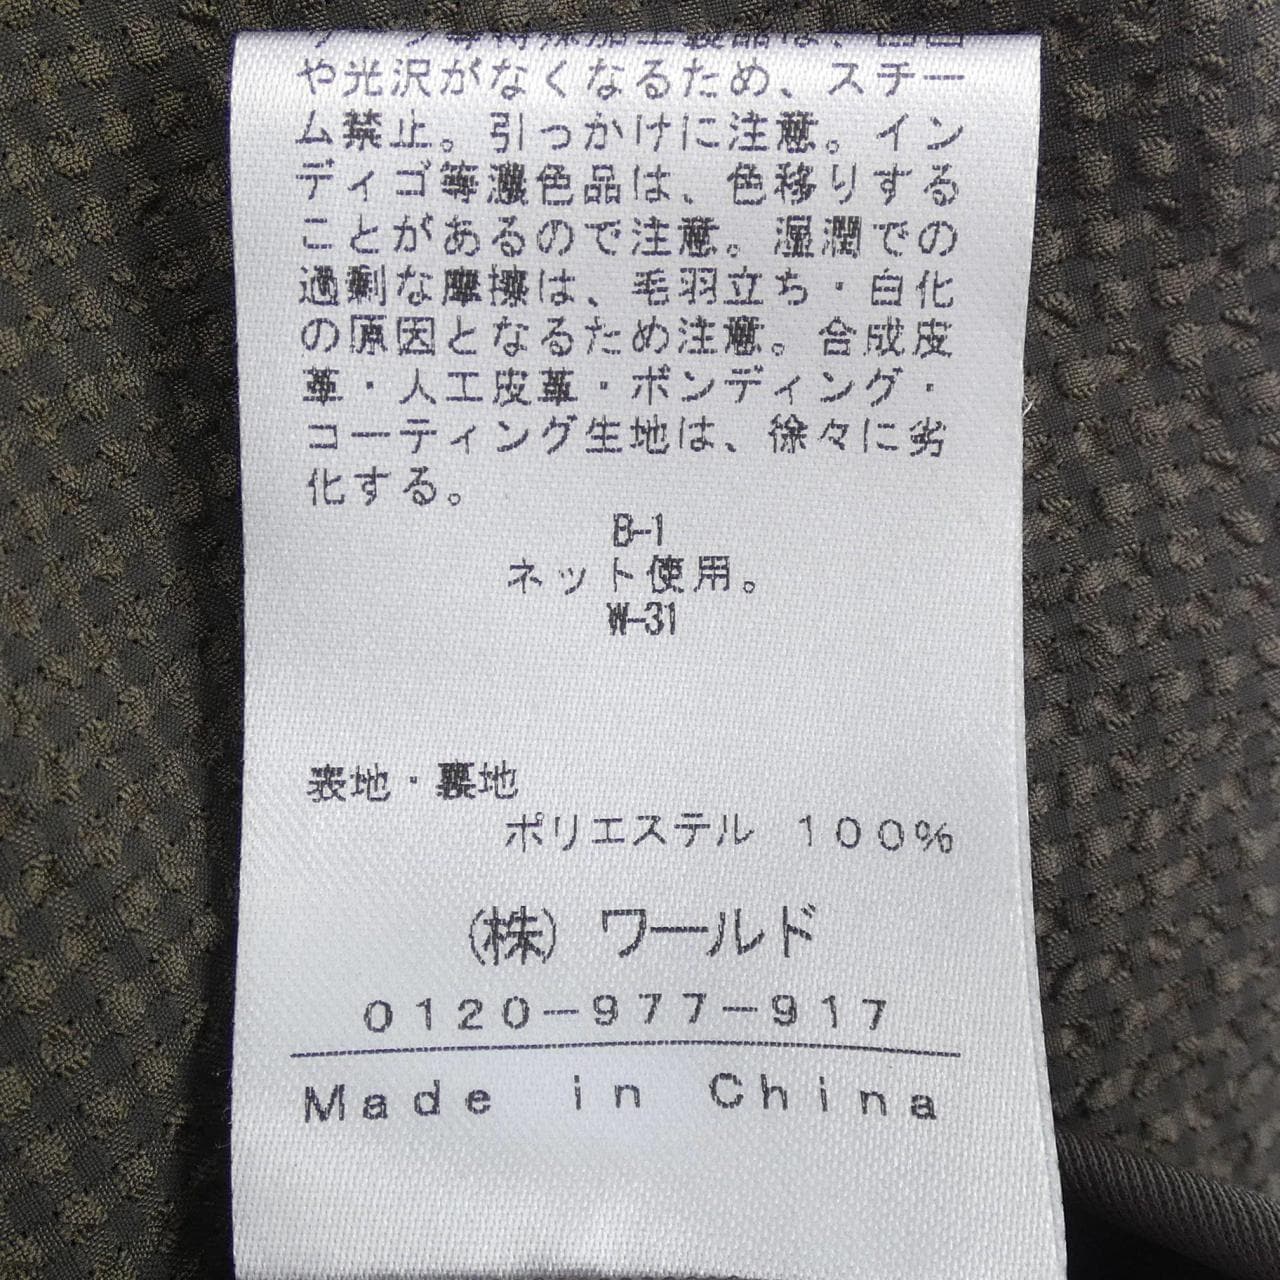 や光沢がなくなるため、スチー
ム禁止。引っかけに注意。イン
ディゴ等濃色品は、色移りする
ことがあるので注意。湿潤での
過剰な摩擦は、毛羽立ち・白化
の原因となるため注意。合成皮
革・人工皮革・ボンディング・
コーティング生地は、徐々に劣
化する。
B-1
ネット使用。
W-31
表地・裏地
ポリエステル 100%
(株) ワールド
0120-977-917
Made in China